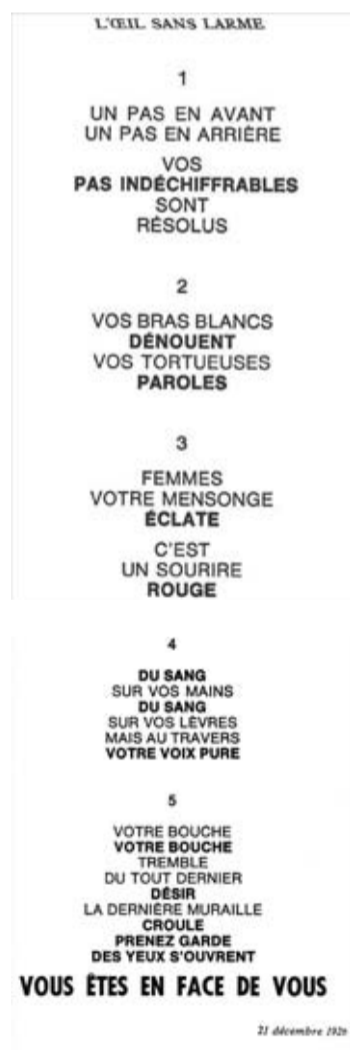 L'ŒIL SANS LARME
1
UN PAS EN AVANT
UN PAS EN ARRIÈRE
VOS
PAS INDÉCHIFFRABLES
SONT
RÉSOLUS
2
VOS BRAS BLANCS
DÉNOUENT
VOS TORTUEUSES
PAROLES
3
FEMMES
VOTRE MENSONGE
ÉCLATE
C'EST
UN SOURIRE
ROUGE
4
DU SANG
SUR VOS MAINS
DU SANG
SUR VOS LÈVRES
MAIS AU TRAVERS
VOTRE VOIX PURE
5
VOTRE BOUCHE
VOTRE BOUCHE
TREMBLE
DU TOUT DERNIER
DÉSIR
LA DERNIÈRE MURAILLE
CROULE
PRENEZ GARDE
DES YEUX S'OUVRENT
VOUS ÊTES EN FACE DE VOUS
21 décembre